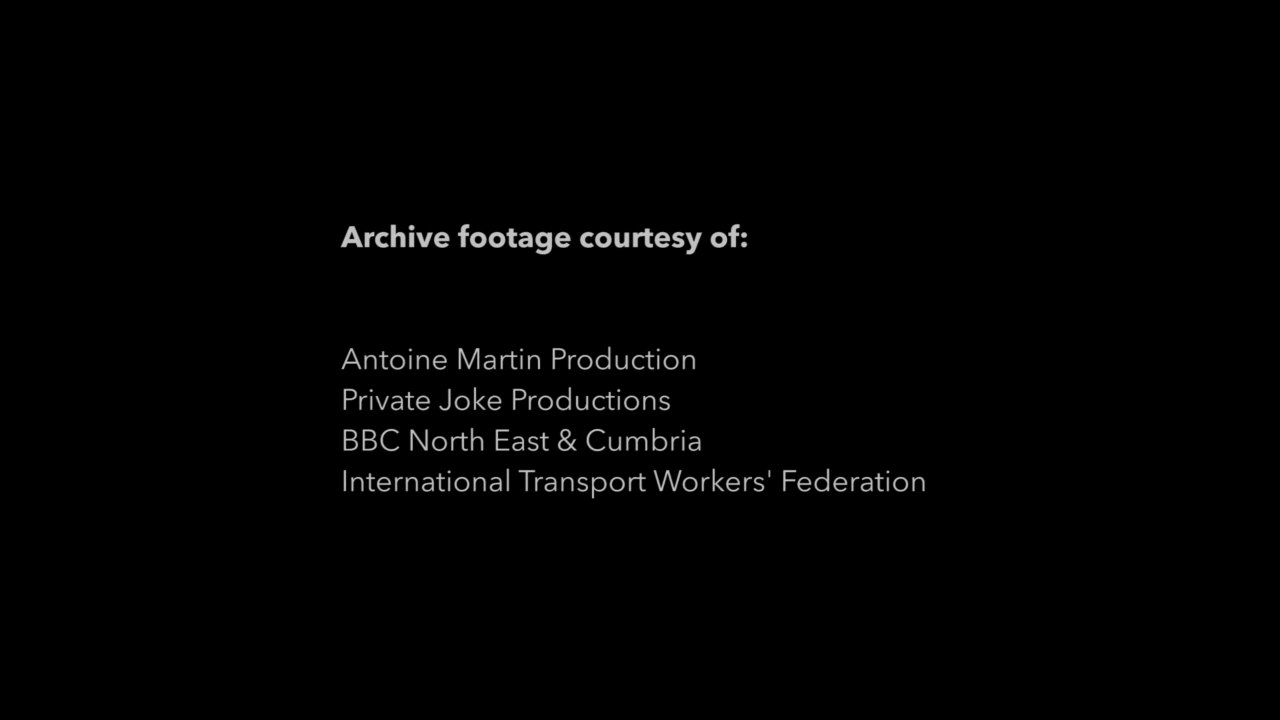 Archive footage courtesy of:
Antoine Martin Production
Private Joke Productions
BBC North East & Cumbria
International Transport Workers' Federation